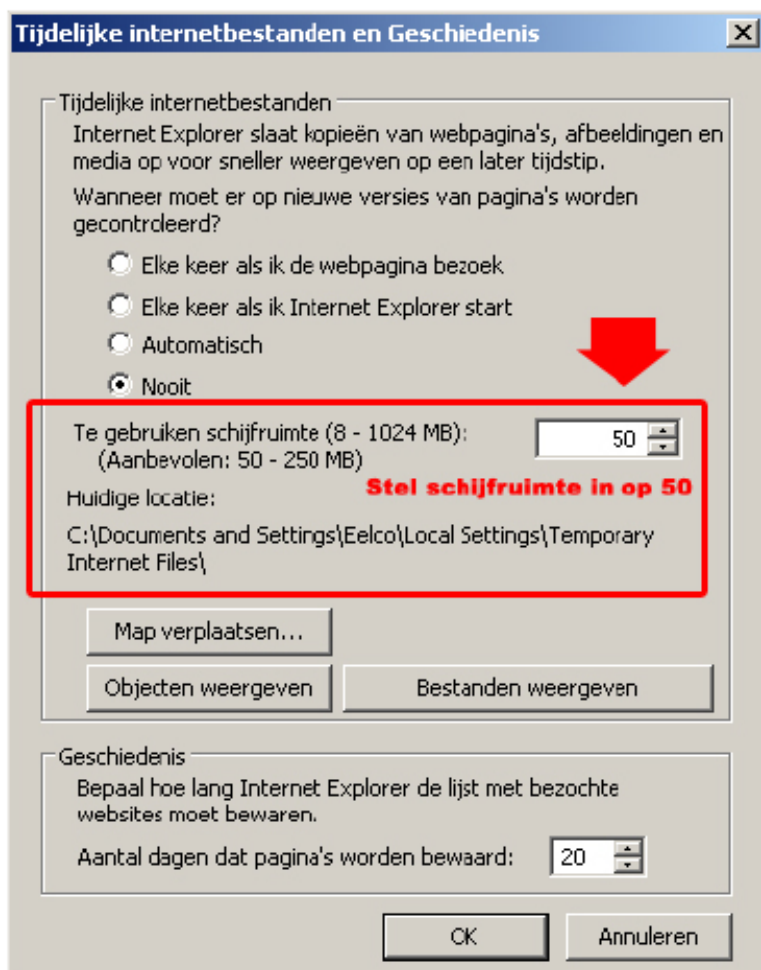 Tijdelijke internetbestanden en Geschiedenis
Tijdelijke internetbestanden
Internet Explorer slaat kopieën van webpagina's, afbeeldingen en
media op voor sneller weergeven op een later tijdstip.
Wanneer moet er op nieuwe versies van pagina's worden
gecontroleerd?
Elke keer als ik de webpagina bezoek
Elke keer als ik Internet Explorer start
Automatisch
Nooit
Te gebruiken schijfruimte (8 - 1024 MB):
50
(Aanbevolen: 50 - 250 MB)
Stel schijfruimte in op 50
Huidige locatie:
C:\Documents and Settings\Eelco\Local Settings\Temporary
Internet Files\
Map verplaatsen...
Objecten weergeven
Bestanden weergeven
Geschiedenis
Bepaal hoe lang Internet Explorer de lijst met bezochte
websites moet bewaren.
Aantal dagen dat pagina's worden bewaard:
20
OK
Annuleren